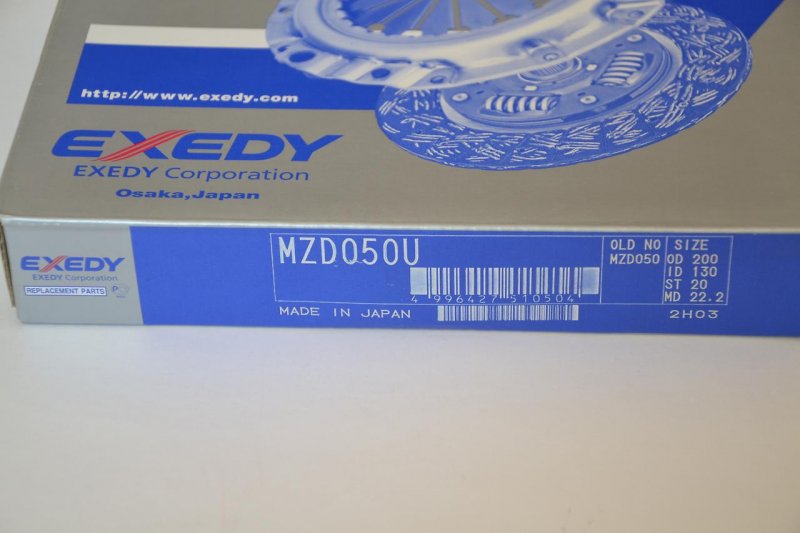 http://www.exedy.com
EXEDY
EXEDY Corporation
Osaka,Japan
EXEDY
EXEDY Corporation
REPLACEMENT PARTS
MZD050U
4 996427 510504
MADE IN JAPAN
OLD NO
MZD050
SIZE
OD 200
ID 130
ST 20
MD 22.2
2H03